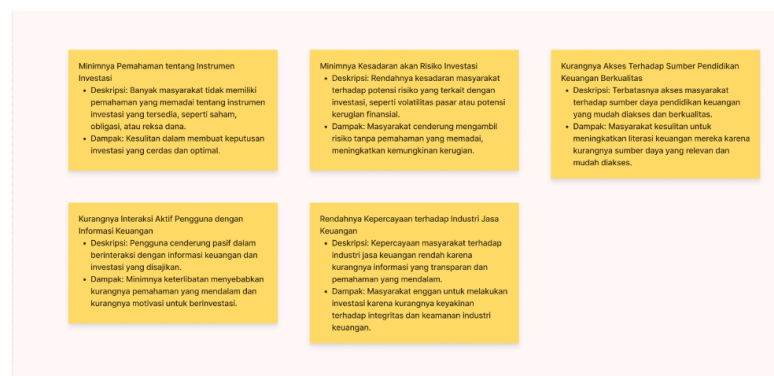 Minimnya Pemahaman tentang Instrumen
Investasi
• Deskripsi: Banyak masyarakat tidak memiliki
pemahaman yang memadai tentang instrumen
investasi yang tersedia, seperti saham,
obligasi, atau reksa dana.
• Dampak: Kesulitan dalam membuat keputusan
investasi yang cerdas dan optimal.
Minimnya Kesadaran akan Risiko Investasi
• Deskripsi: Rendahnya kesadaran masyarakat
terhadap potensi risiko yang terkait dengan
investasi, seperti volatilitas pasar atau potensi
kerugian finansial.
• Dampak: Masyarakat cenderung mengambil
risiko tanpa pemahaman yang memadai,
meningkatkan kemungkinan kerugian.
Kurangnya Akses Terhadap Sumber Pendidikan
Keuangan Berkualitas
• Deskripsi: Terbatasnya akses masyarakat
terhadap sumber daya pendidikan keuangan
yang mudah diakses dan berkualitas.
• Dampak: Masyarakat kesulitan untuk
meningkatkan literasi keuangan mereka karena
kurangnya sumber daya yang relevan dan
mudah diakses.
Kurangnya Interaksi Aktif Pengguna dengan
Informasi Keuangan
• Deskripsi: Pengguna cenderung pasif dalam
berinteraksi dengan informasi keuangan dan
investasi yang disajikan.
• Dampak: Minimnya keterlibatan menyebabkan
kurangnya pemahaman yang mendalam dan
kurangnya motivasi untuk berinvestasi.
Rendahnya Kepercayaan terhadap Industri Jasa
Keuangan
• Deskripsi: Kepercayaan masyarakat terhadap
industri jasa keuangan rendah karena
kurangnya informasi yang transparan dan
pemahaman yang mendalam.
• Dampak: Masyarakat enggan untuk melakukan
investasi karena kurangnya keyakinan
terhadap integritas dan keamanan industri
keuangan.